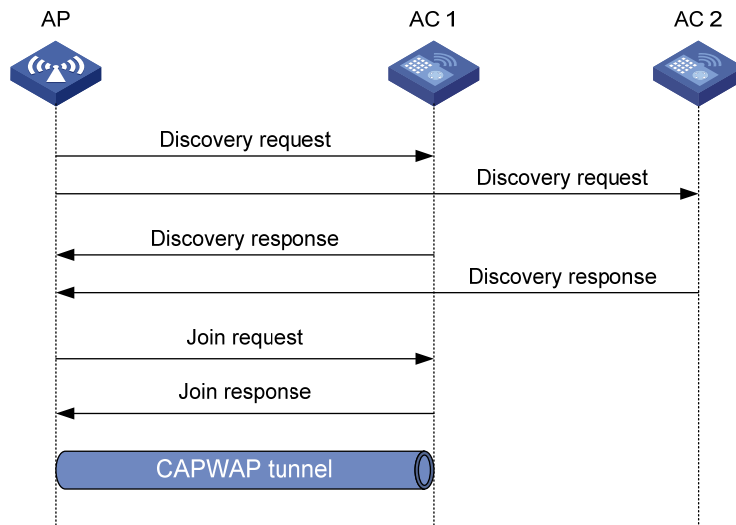 AP
AC 1
AC 2
Discovery request
Discovery request
Discovery response
Discovery response
Join request
Join response
CAPWAP tunnel